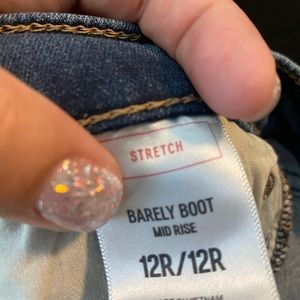 STRETCH
BARELY BOOT
MID RISE
12R/12R